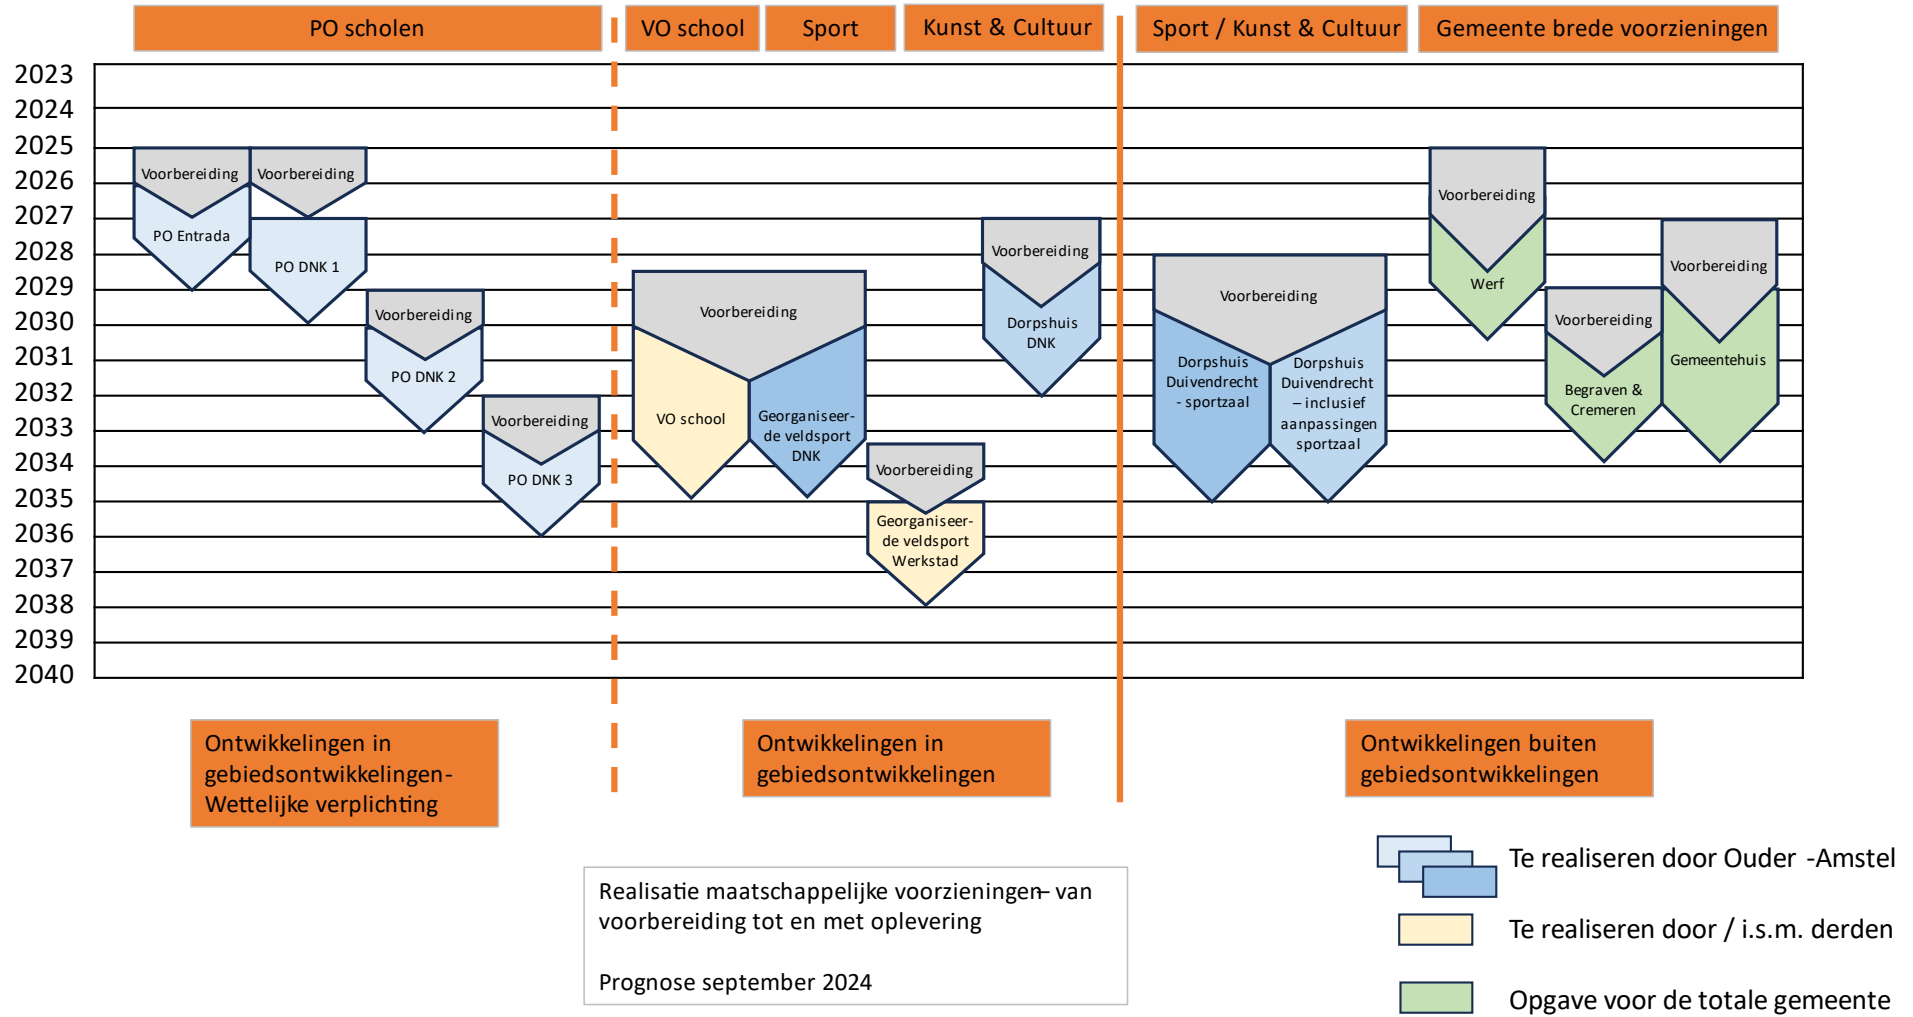 PO scholen
VO school
Sport
Kunst & Cultuur
Sport / Kunst & Cultuur
Gemeente brede voorzieningen
2023
2024
2025
2026
2027
2028
2029
2030
2031
2032
2033
2034
2035
2036
2037
2038
2039
2040
Voorbereiding
PO Entrada
Voorbereiding
PO DNK 1
Voorbereiding
PO DNK 2
Voorbereiding
PO DNK 3
Voorbereiding
VO school
Georganiseer-
de veldsport
DNK
Voorbereiding
Georganiseer-
de veldsport
Werkstad
Voorbereiding
Dorpshuis
DNK
Voorbereiding
Dorpshuis
Duivendrecht
- sportzaal
Dorpshuis
Duivendrecht
– inclusief
aanpassingen
sportzaal
Voorbereiding
Werf
Voorbereiding
Begraven &
Cremeren
Voorbereiding
Gemeentehuis
Ontwikkelingen in
gebiedsontwikkelingen-
Wettelijke verplichting
Ontwikkelingen in
gebiedsontwikkelingen
Ontwikkelingen buiten
gebiedsontwikkelingen
Realisatie maatschappelijke voorzieningen– van
voorbereiding tot en met oplevering
Prognose september 2024
Te realiseren door Ouder -Amstel
Te realiseren door / i.s.m. derden
Opgave voor de totale gemeente